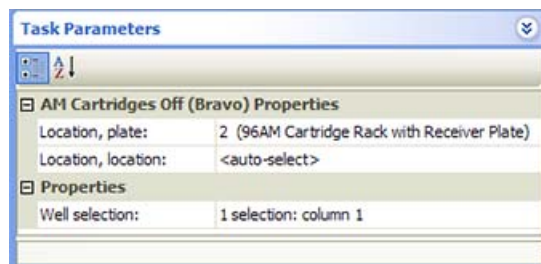 Task Parameters
A
Z
AM Cartridges Off (Bravo) Properties
Location, plate: 2 (96AM Cartridge Rack with Receiver Plate)
Location, location: <auto-select>
Properties
Well selection: 1 selection: column 1